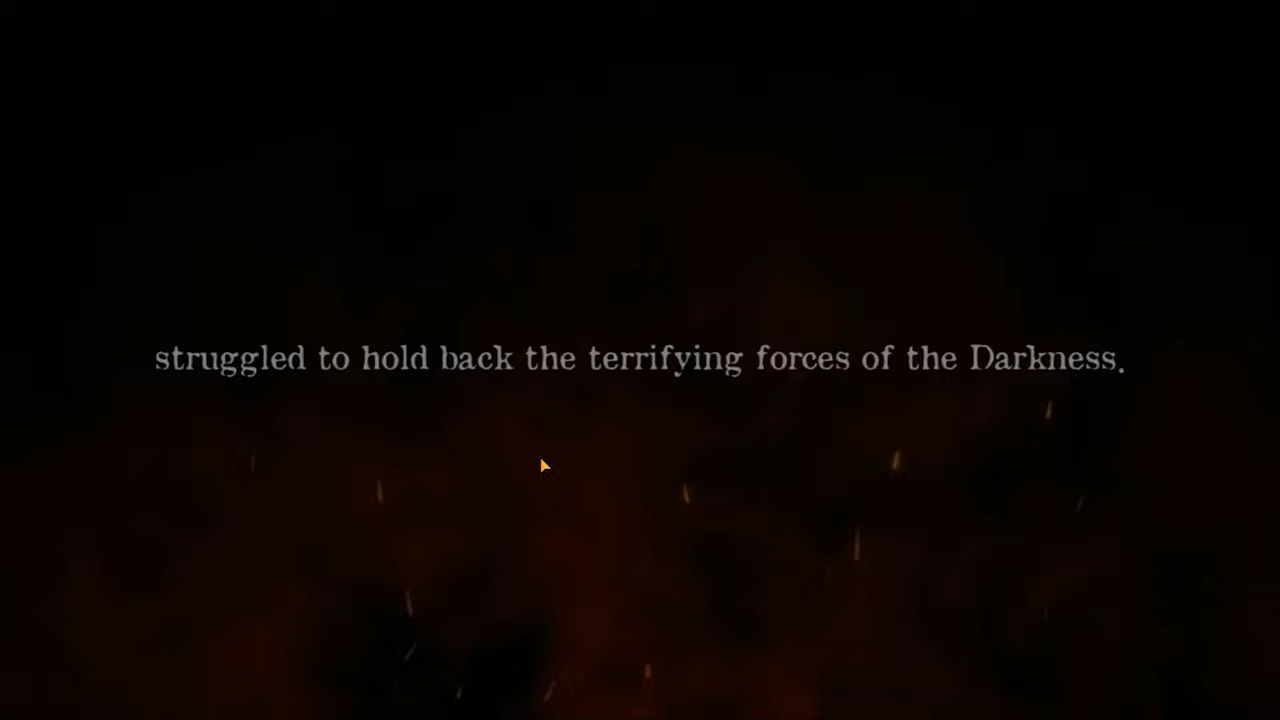 struggled to hold back the terrifying forces of the Darkness.